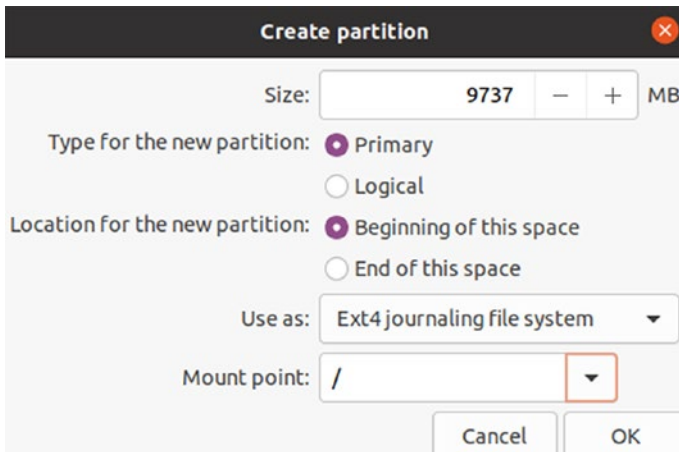 Create partition
Size: 9737 − + MB
Type for the new partition: Primary
Logical
Location for the new partition: Beginning of this space
End of this space
Use as: Ext4 journaling file system
Mount point: /
Cancel OK